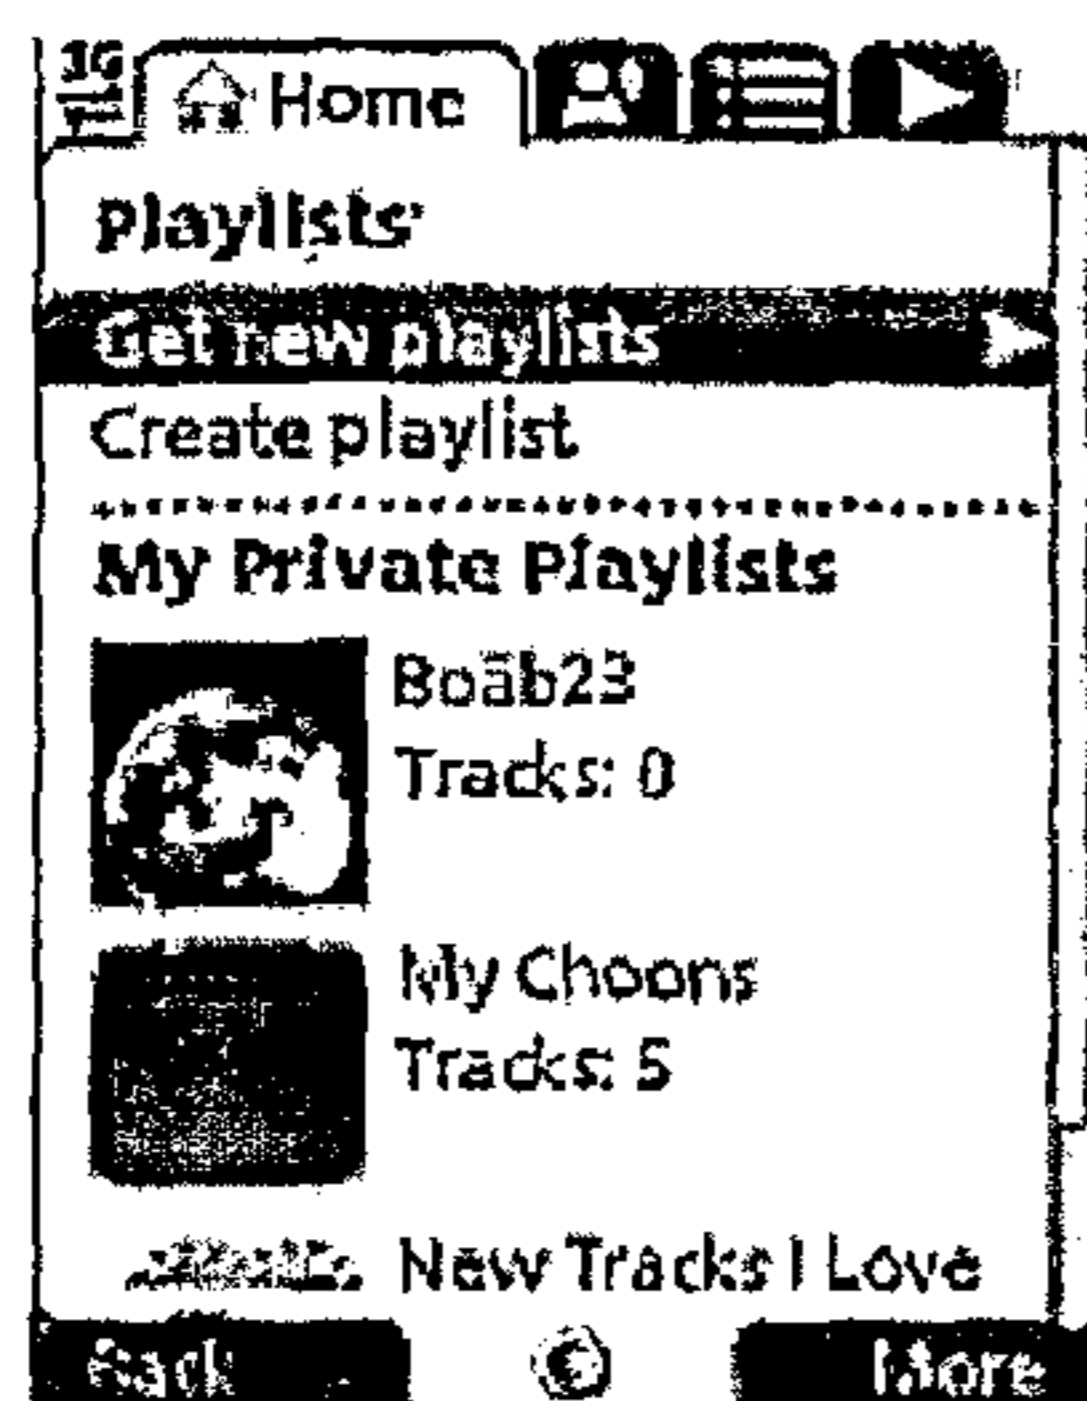 3G
Home
Playlists
Get new playlists
Create playlist
My Private Playlists
Boab23
Tracks: 0
My Choons
Tracks: 5
New Tracks I Love
Back
More